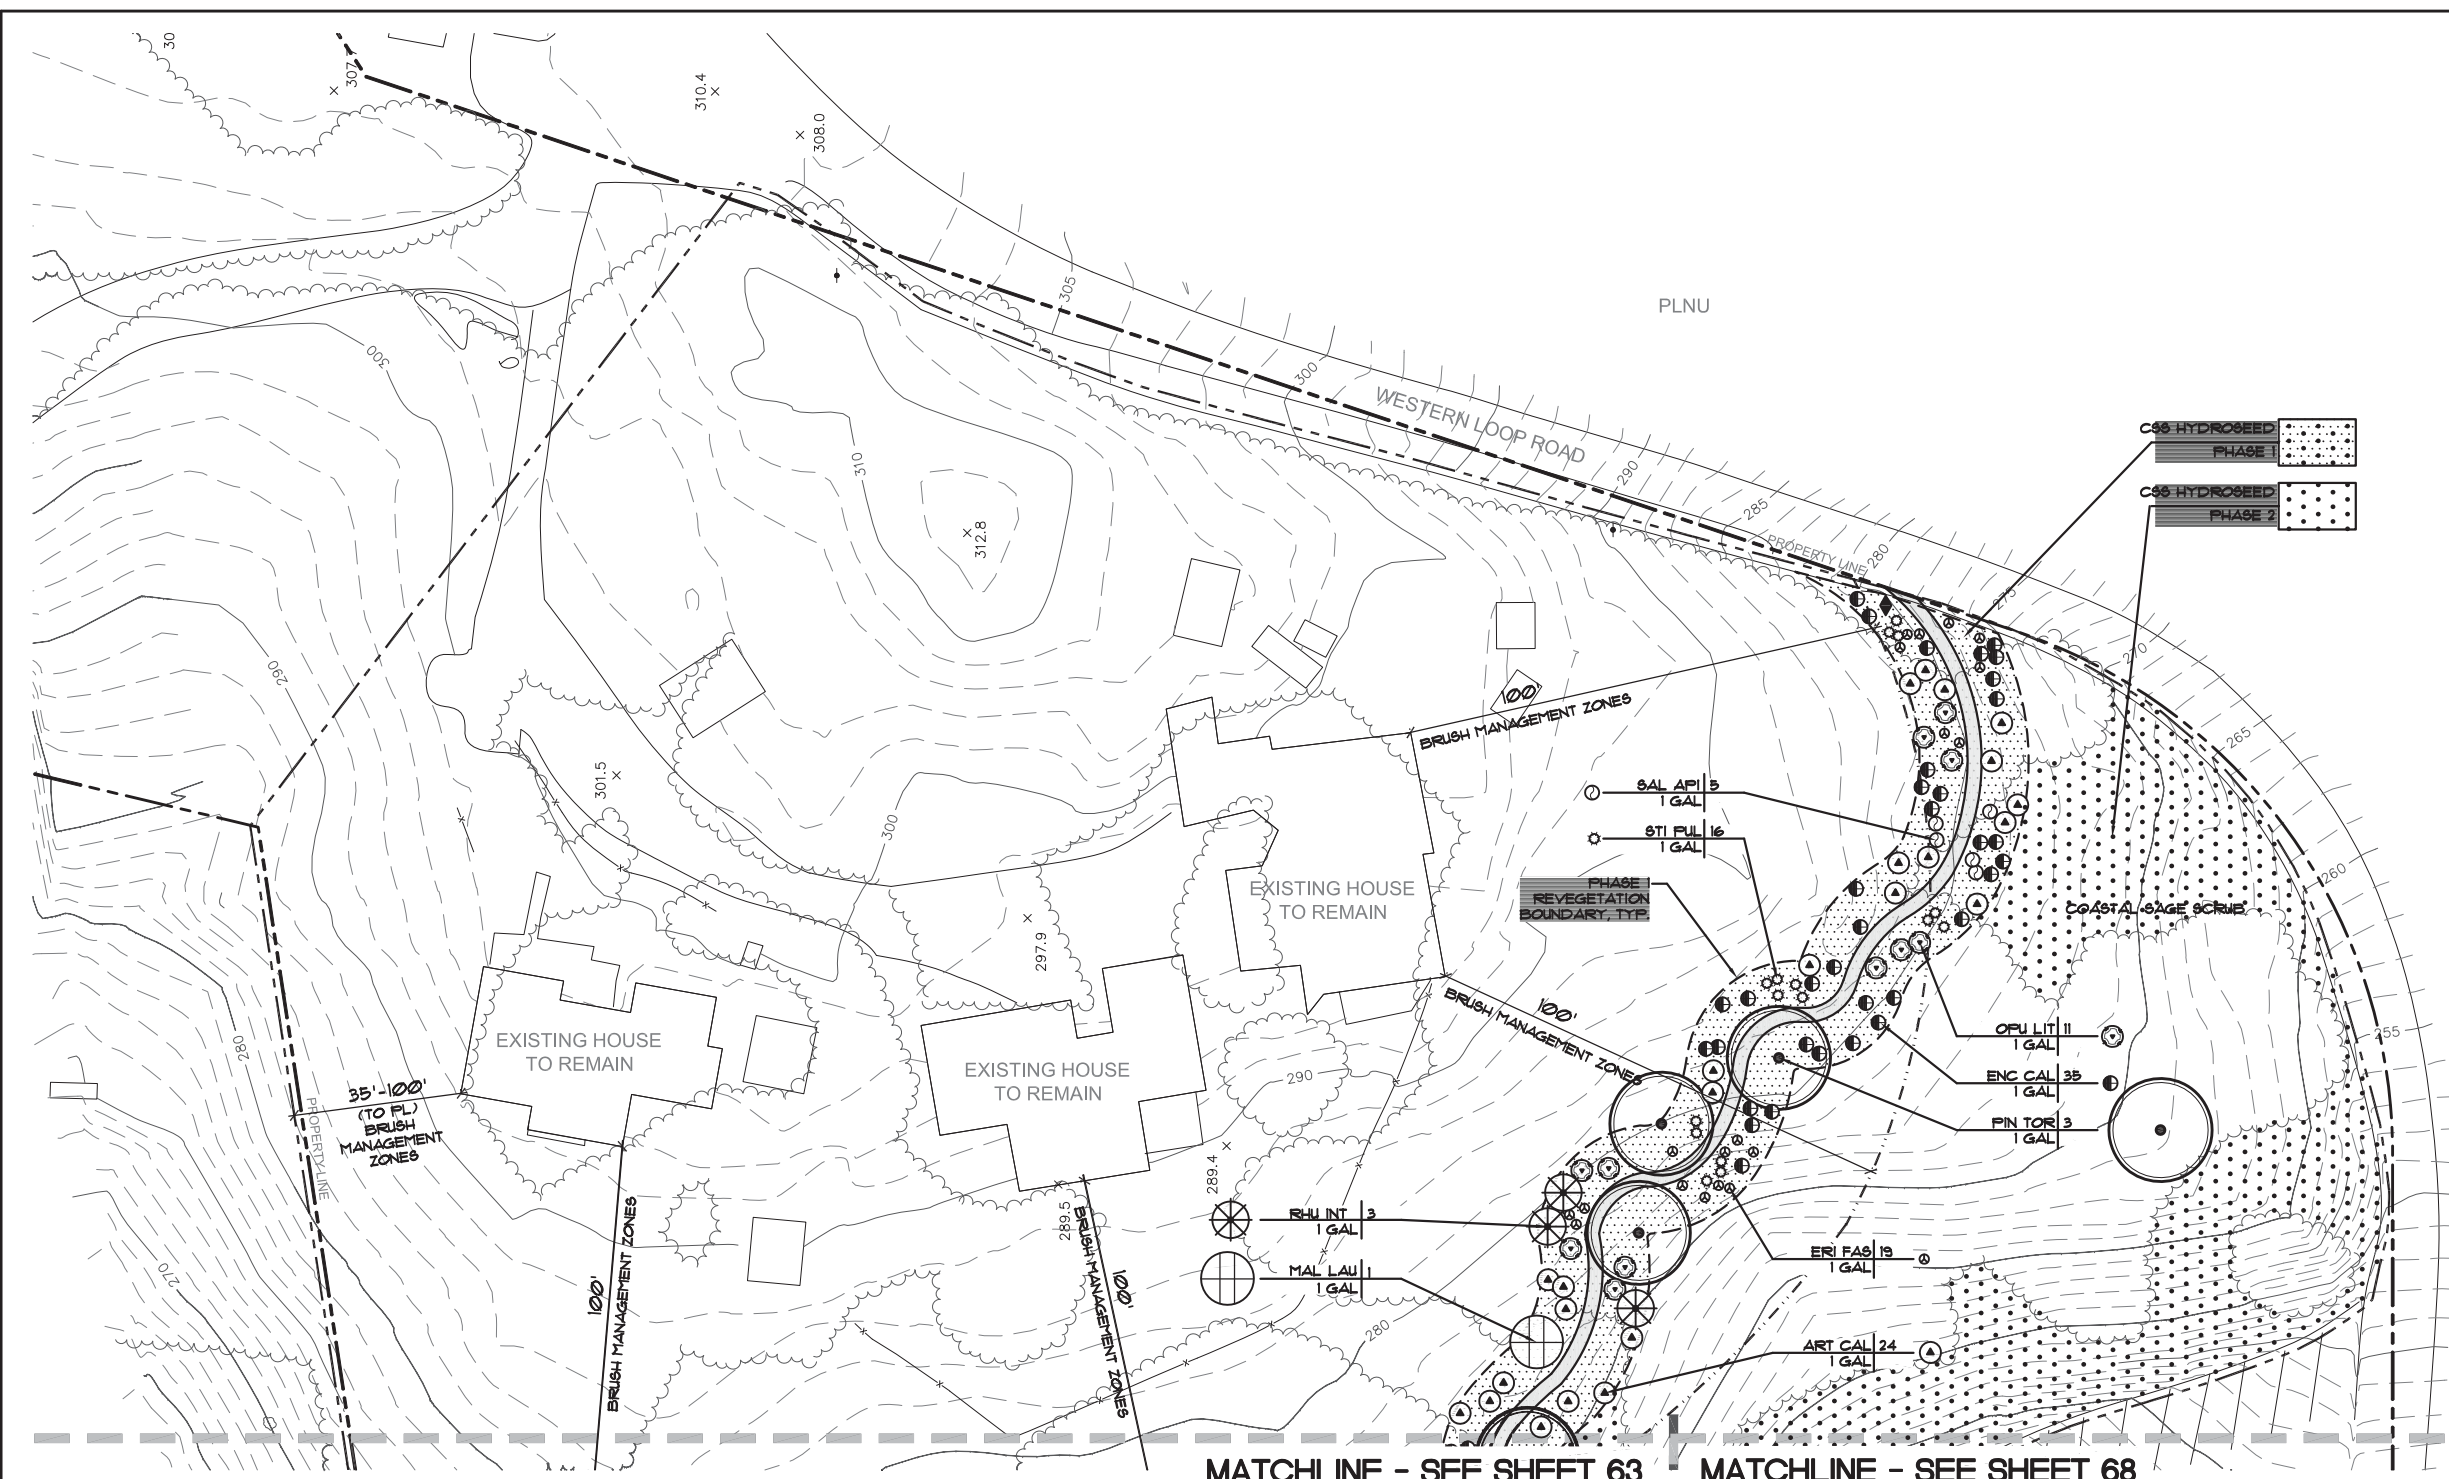 30
307.
310.4
308.0
305
300
PLNU
300
WESTERN LOOP ROAD
CSS HYDROSEED
PHASE 1
CSS HYDROSEED
PHASE 2
310
312.8
290
285
PROPERTY LINE
280
275
270
265
260
255
290
100'
BRUSH MANAGEMENT ZONES
301.5
300
SAL API 5
1 GAL
STI PUL 16
1 GAL
PHASE 1
REVEGETATION
BOUNDARY, TYP.
EXISTING HOUSE
TO REMAIN
COASTAL SAGE SCRUB
297.9
100'
BRUSH MANAGEMENT ZONES
OPU LIT 11
1 GAL
ENC CAL 35
1 GAL
PIN TOR 3
1 GAL
280
EXISTING HOUSE
TO REMAIN
EXISTING HOUSE
TO REMAIN
290
35'-100'
(TO PL)
BRUSH
MANAGEMENT
ZONES
PROPERTY LINE
289.4
289.5
RHU INT 3
1 GAL
MAL LAU 1
1 GAL
ERI FAS 19
1 GAL
ART CAL 24
1 GAL
270
280
100'
BRUSH MANAGEMENT ZONES
100'
BRUSH MANAGEMENT ZONES
MATCHLINE - SEE SHEET 63
MATCHLINE - SEE SHEET 68